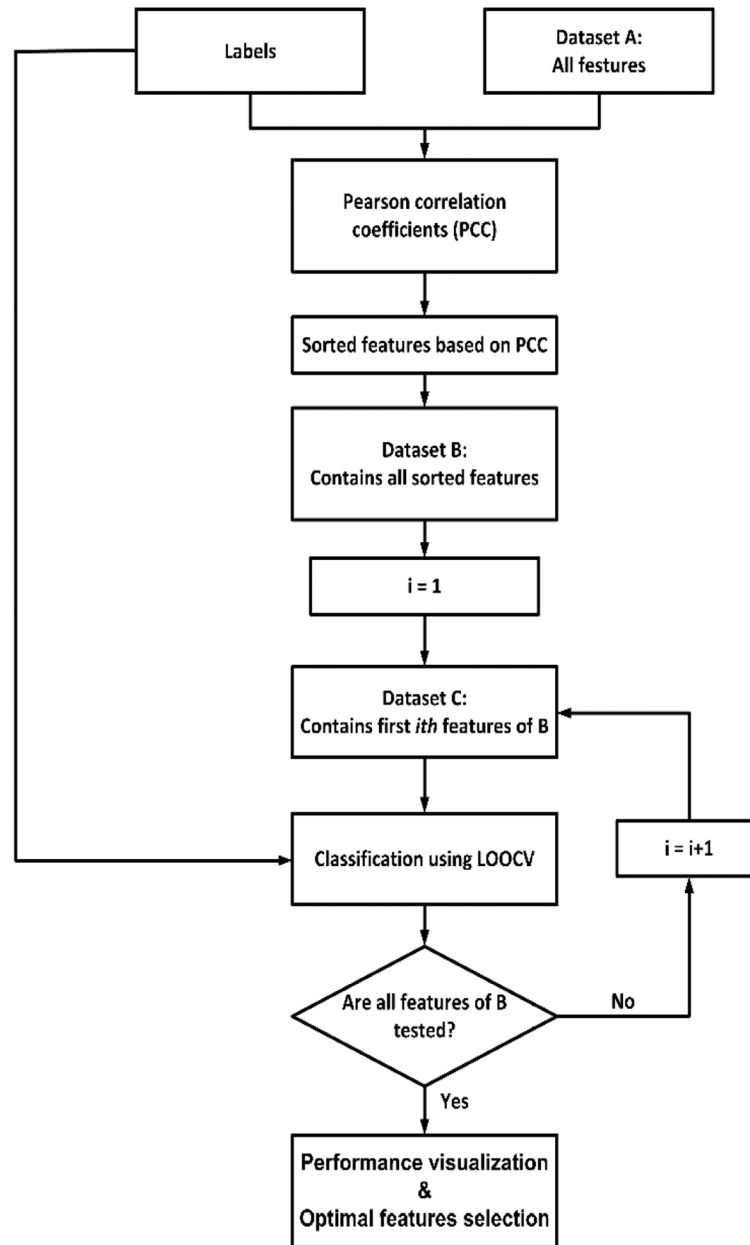 Labels
Dataset A:
All festures
Pearson correlation
coefficients (PCC)
Sorted features based on PCC
Dataset B:
Contains all sorted features
i = 1
Dataset C:
Contains first ith features of B
Classification using LOOCV
i = i+1
Are all features of B
tested?
No
Yes
Performance visualization
&
Optimal features selection